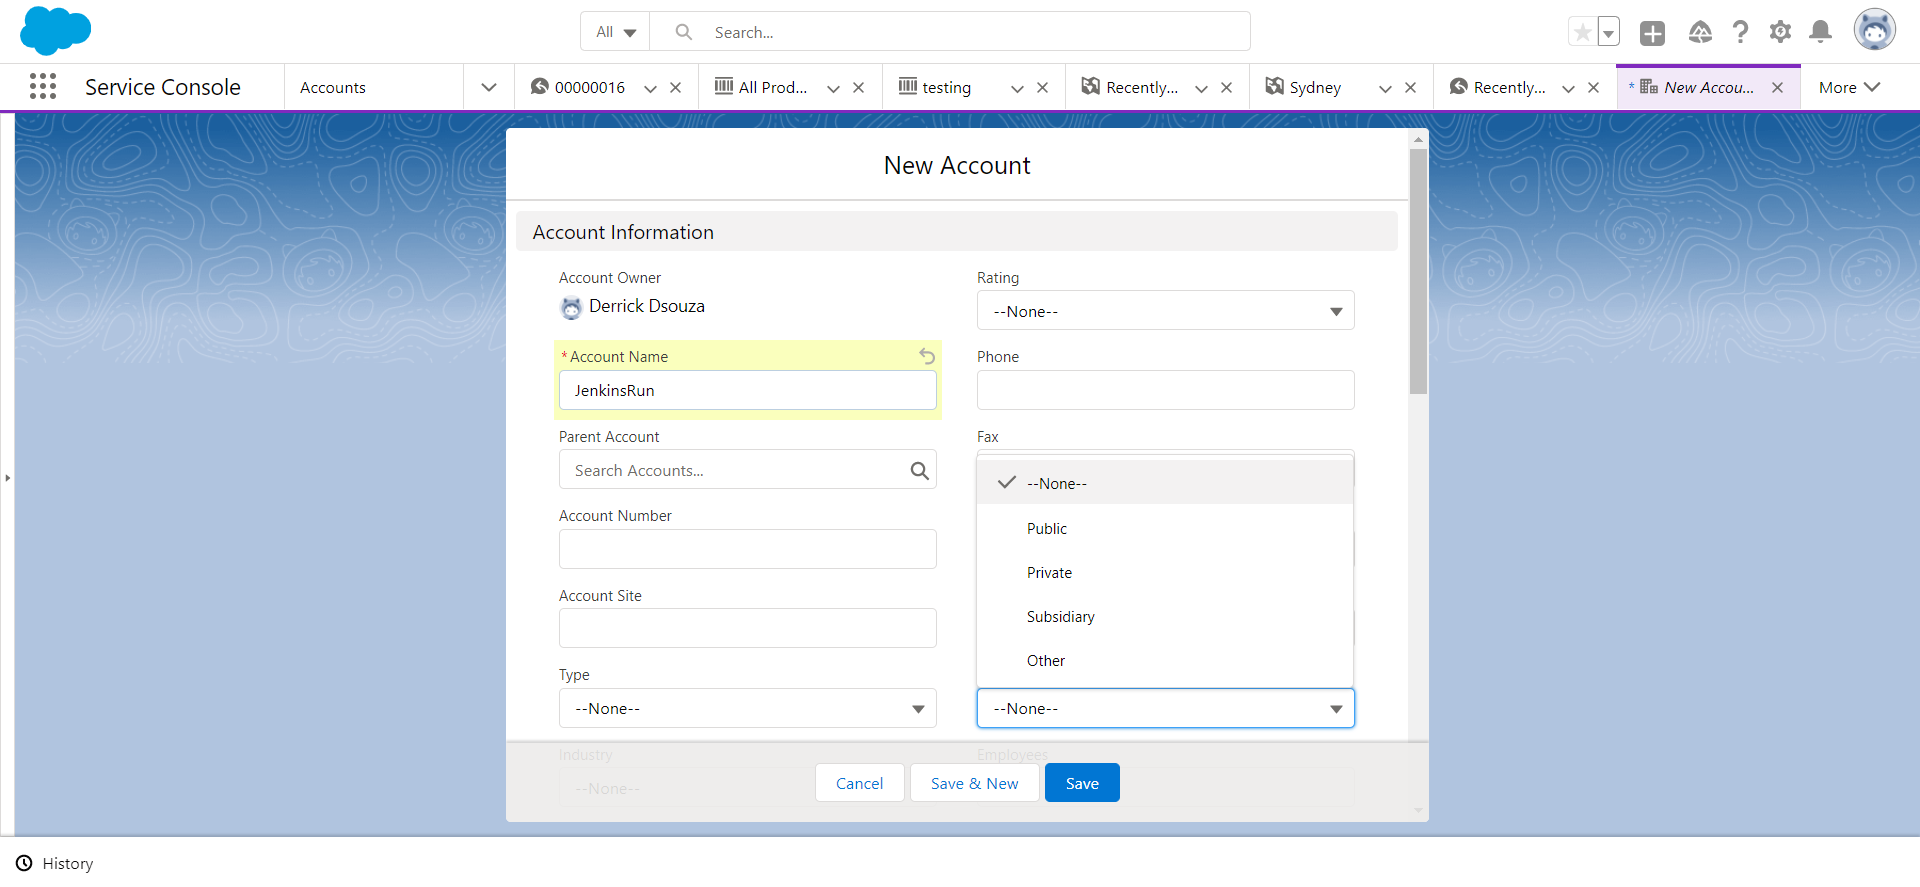 All
Search...
Service Console
Accounts
00000016
All Prod...
testing
Recently...
Sydney
Recently...
* New Accou...
More
New Account
Account Information
Account Owner
Derrick Dsouza
Rating
--None--
*Account Name
JenkinsRun
Phone
Parent Account
Search Accounts...
Fax
--None--
Public
Private
Subsidiary
Other
Account Number
Account Site
Type
--None--
--None--
Industry
--None--
Employees
Cancel
Save & New
Save
History